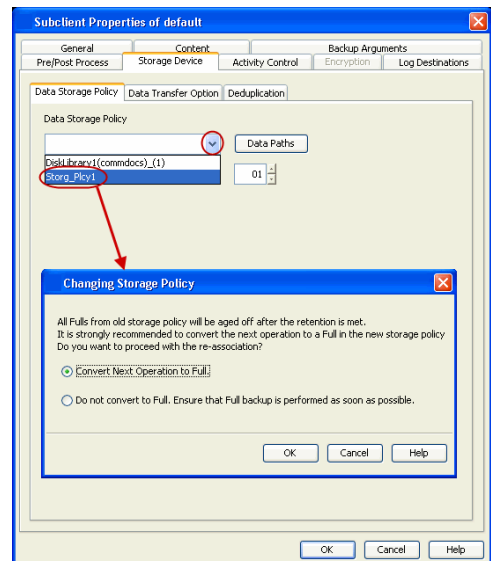 Subclient Properties of default
General Content Backup Arguments
Pre/Post Process Storage Device Activity Control Encryption Log Destinations
Data Storage Policy Data Transfer Option Deduplication
Data Storage Policy
Data Paths
DiskLibrary1(commdocs)_(1)
Storg_Plcy1
01
Changing Storage Policy
All Fulls from old storage policy will be aged off after the retention is met.
It is strongly recommended to convert the next operation to a Full in the new storage policy
Do you want to proceed with the re-association?
Convert Next Operation to Full.
Do not convert to Full. Ensure that Full backup is performed as soon as possible.
OK Cancel Help
OK Cancel Help